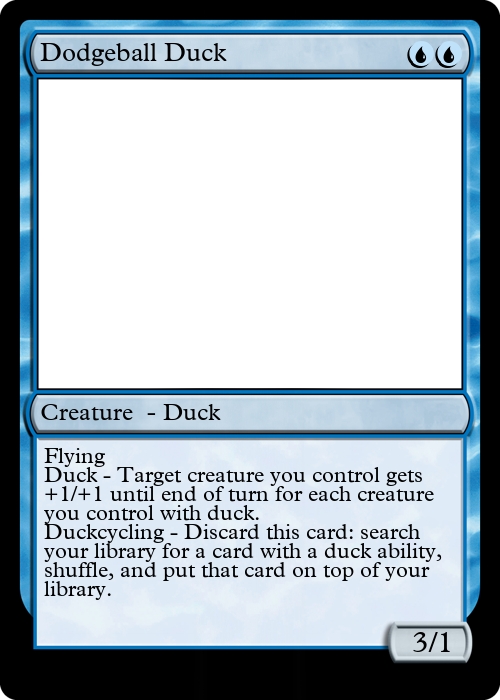 Dodgeball Duck
Creature - Duck
Flying
Duck - Target creature you control gets
+1/+1 until end of turn for each creature
you control with duck.
Duckcycling - Discard this card: search
your library for a card with a duck ability,
shuffle, and put that card on top of your
library.
3/1